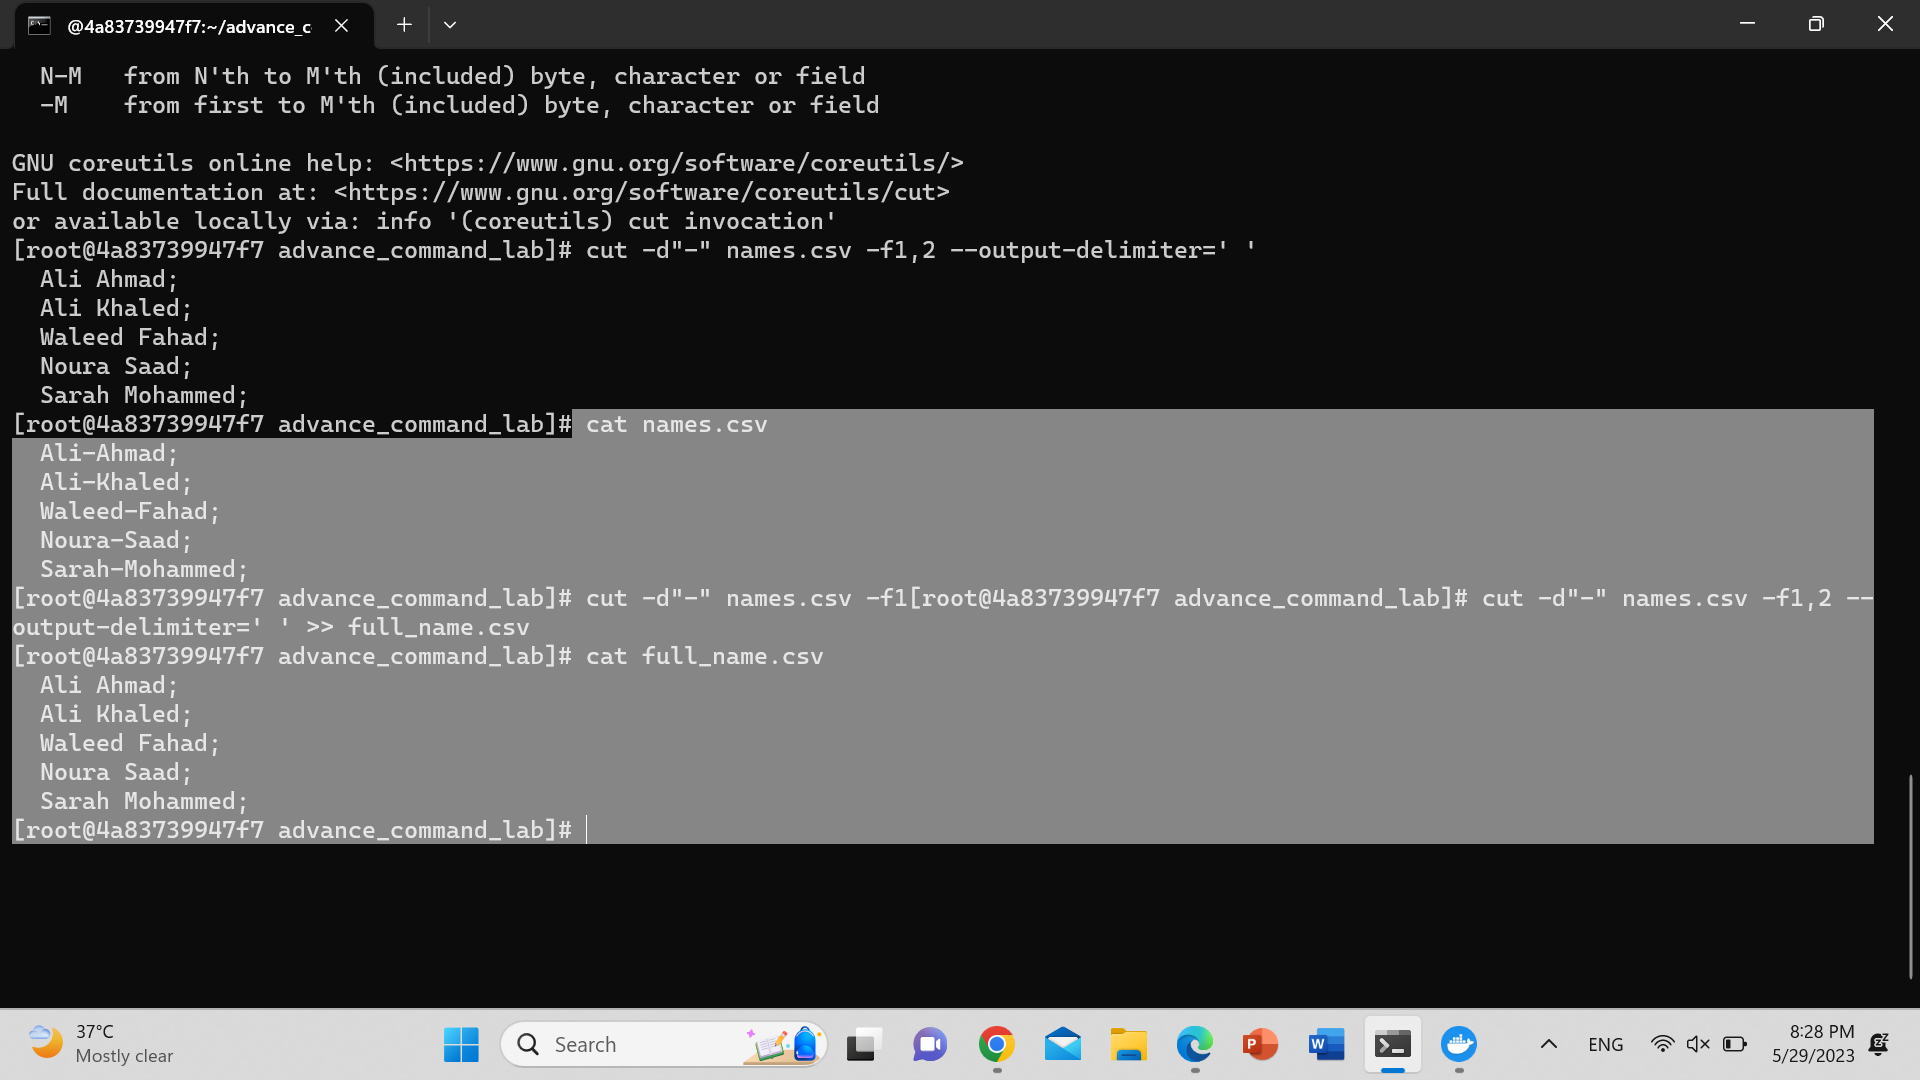 @4a83739947f7:~/advance_c
  N-M   from N'th to M'th (included) byte, character or field
  -M    from first to M'th (included) byte, character or field
GNU coreutils online help: <https://www.gnu.org/software/coreutils/>
Full documentation at: <https://www.gnu.org/software/coreutils/cut>
or available locally via: info '(coreutils) cut invocation'
[root@4a83739947f7 advance_command_lab]# cut -d"-" names.csv -f1,2 --output-delimiter=' '
  Ali Ahmad;
  Ali Khaled;
  Waleed Fahad;
  Noura Saad;
  Sarah Mohammed;
[root@4a83739947f7 advance_command_lab]# cat names.csv
  Ali-Ahmad;
  Ali-Khaled;
  Waleed-Fahad;
  Noura-Saad;
  Sarah-Mohammed;
[root@4a83739947f7 advance_command_lab]# cut -d"-" names.csv -f1[root@4a83739947f7 advance_command_lab]# cut -d"-" names.csv -f1,2 --
output-delimiter=' ' >> full_name.csv
[root@4a83739947f7 advance_command_lab]# cat full_name.csv
  Ali Ahmad;
  Ali Khaled;
  Waleed Fahad;
  Noura Saad;
  Sarah Mohammed;
[root@4a83739947f7 advance_command_lab]#
37°C
Mostly clear
Search
P
W
ENG
8:28 PM
5/29/2023